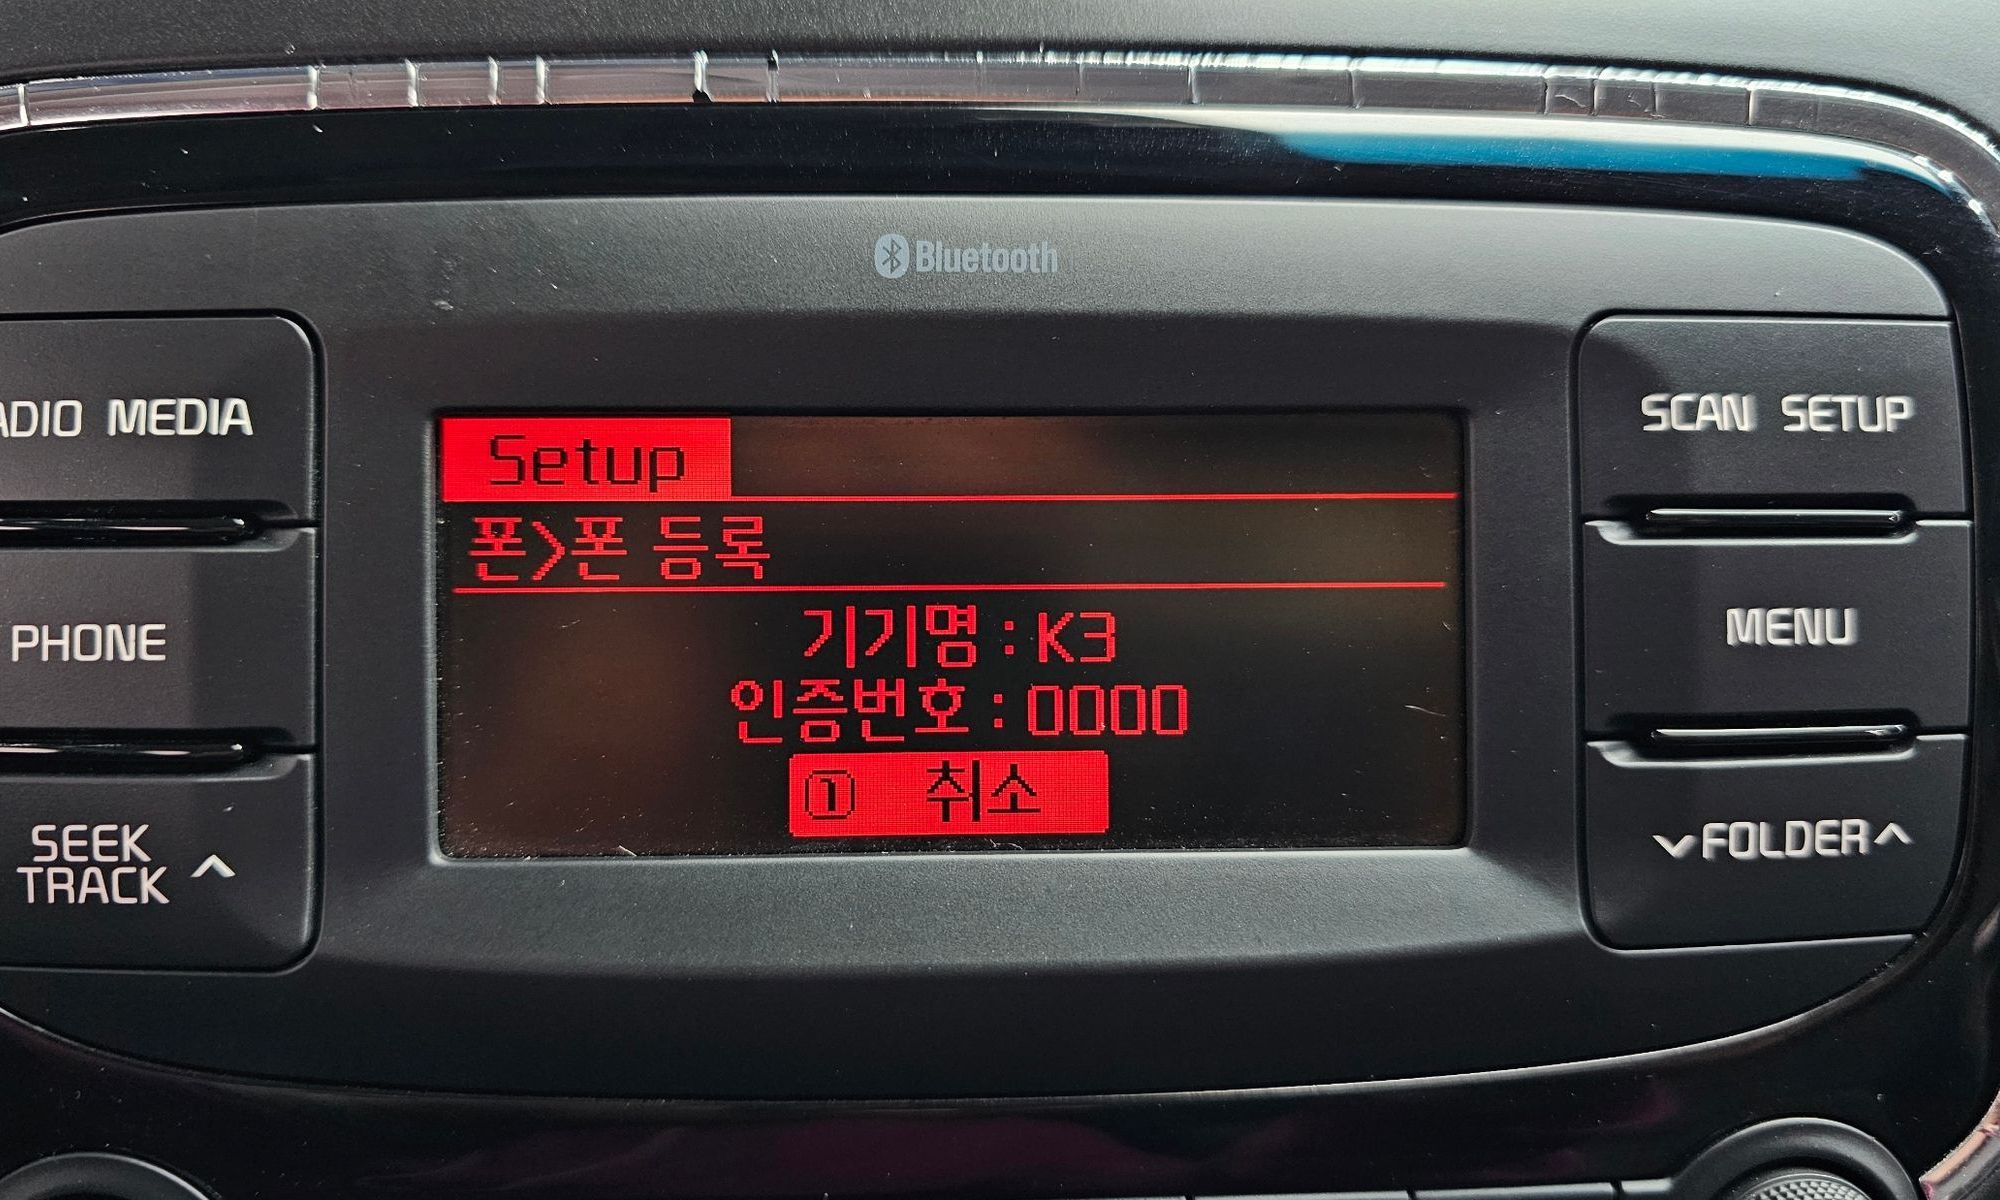 Bluetooth
ADIO MEDIA
SCAN SETUP
Setup
폰>폰 등록
PHONE
기기명 : K3
MENU
인증번호 : 0000
① 취소
SEEK
TRACK ∧
∨ FOLDER ∧